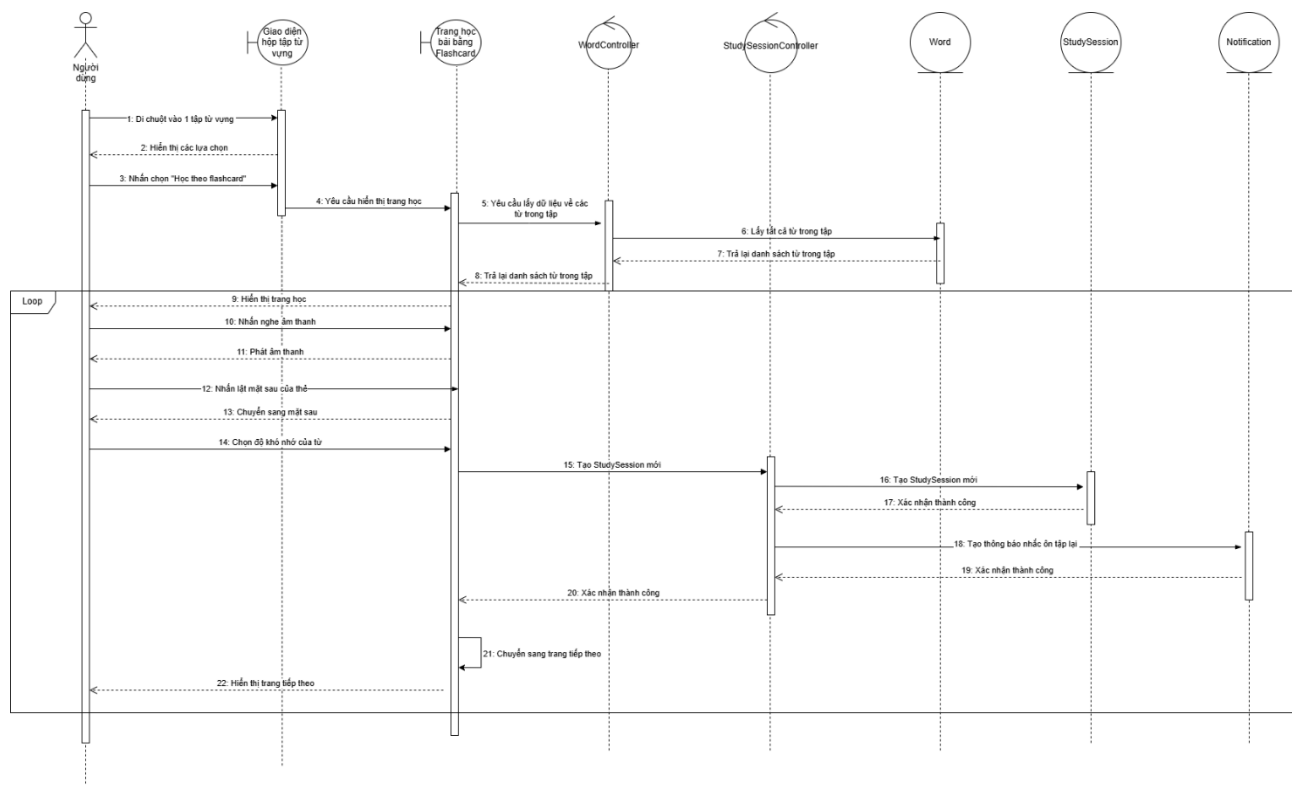 Người
dùng
Giao diện
hộp tập từ
vựng
Trang học
bài bằng
Flashcard
WordController
StudySessionController
Word
StudySession
Notification
1: Di chuột vào 1 tập từ vựng
2: Hiển thị các lựa chọn
3: Nhấn chọn "Học theo flashcard"
4: Yêu cầu hiển thị trang học
5: Yêu cầu lấy dữ liệu về các
từ trong tập
6: Lấy tất cả từ trong tập
7: Trả lại danh sách từ trong tập
8: Trả lại danh sách từ trong tập
Loop
9: Hiển thị trang học
10: Nhấn nghe âm thanh
11: Phát âm thanh
12: Nhấn lật mặt sau của thẻ
13: Chuyển sang mặt sau
14: Chọn độ khó nhớ của từ
15: Tạo StudySession mới
16: Tạo StudySession mới
17: Xác nhận thành công
18: Tạo thông báo nhắc ôn tập lại
19: Xác nhận thành công
20: Xác nhận thành công
21: Chuyển sang trang tiếp theo
22: Hiển thị trang tiếp theo